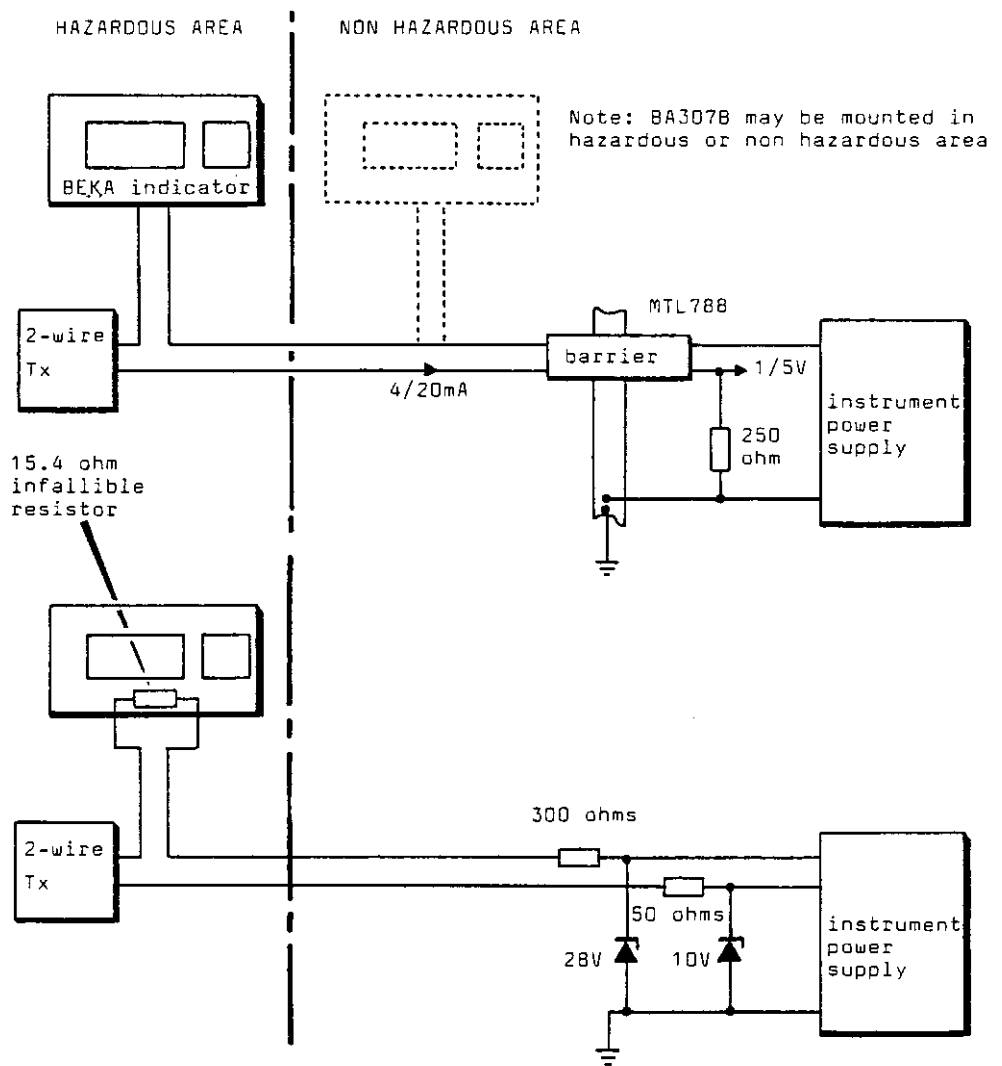 HAZARDOUS AREA
NON HAZARDOUS AREA
Note: BA307B may be mounted in
hazardous or non hazardous area
BEKA indicator
MTL788
2-wire
Tx
barrier
1/5V
4/20mA
instrument
power
supply
250
ohm
15.4 ohm
infallible
resistor
300 ohms
2-wire
Tx
50 ohms
28V
10V
instrument
power
supply